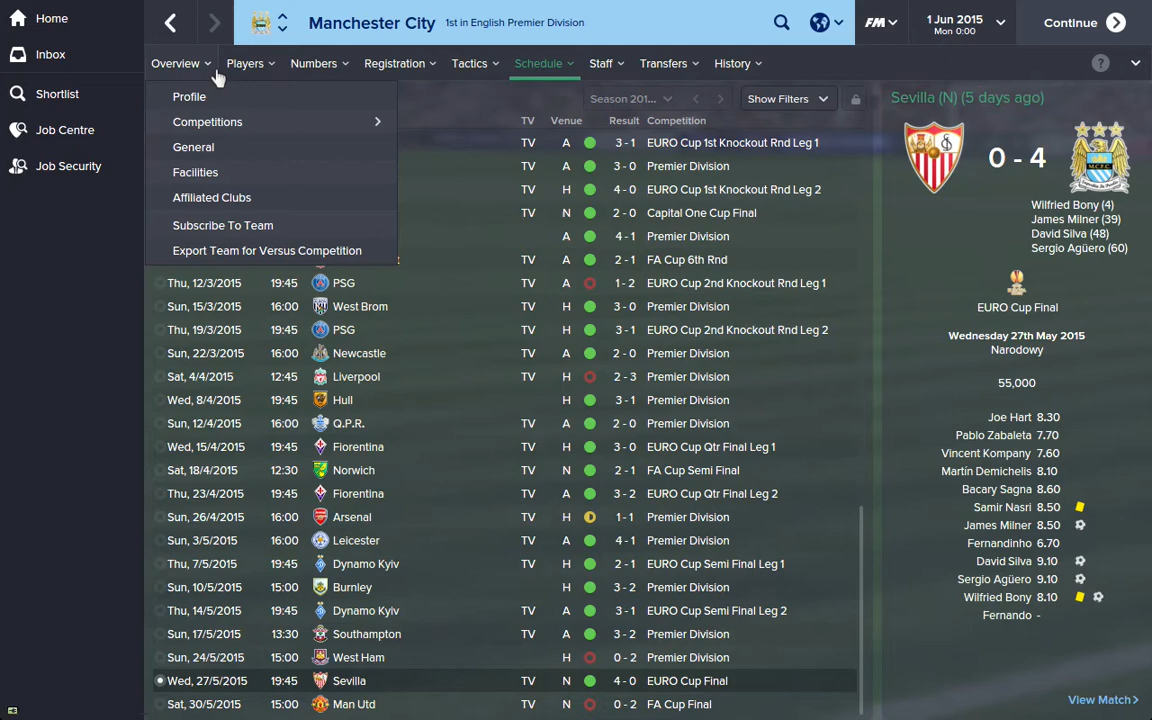 Home
Inbox
Shortlist
Job Centre
Job Security
Manchester City 1st in English Premier Division
FM
1 Jun 2015
Mon 0:00
Continue
Overview Players Numbers Registration Tactics Schedule Staff Transfers History ?
Profile
Competitions
General
Facilities
Affiliated Clubs
Subscribe To Team
Export Team for Versus Competition
Season 201... Show Filters
TV Venue Result Competition
TV A 3-1 EURO Cup 1st Knockout Rnd Leg 1
TV A 3-0 Premier Division
TV H 4-0 EURO Cup 1st Knockout Rnd Leg 2
TV N 2-0 Capital One Cup Final
A 4-1 Premier Division
TV A 2-1 FA Cup 6th Rnd
Thu, 12/3/2015 19:45 PSG TV A 1-2 EURO Cup 2nd Knockout Rnd Leg 1
Sun, 15/3/2015 16:00 West Brom TV H 3-0 Premier Division
Thu, 19/3/2015 19:45 PSG TV H 3-1 EURO Cup 2nd Knockout Rnd Leg 2
Sun, 22/3/2015 16:00 Newcastle TV A 2-0 Premier Division
Sat, 4/4/2015 12:45 Liverpool TV H 2-3 Premier Division
Wed, 8/4/2015 19:45 Hull H 3-1 Premier Division
Sun, 12/4/2015 16:00 Q.P.R. TV A 2-0 Premier Division
Wed, 15/4/2015 19:45 Fiorentina TV H 3-0 EURO Cup Qtr Final Leg 1
Sat, 18/4/2015 12:30 Norwich TV N 2-1 FA Cup Semi Final
Thu, 23/4/2015 19:45 Fiorentina TV A 3-2 EURO Cup Qtr Final Leg 2
Sun, 26/4/2015 16:00 Arsenal TV H 1-1 Premier Division
Sun, 3/5/2015 16:00 Leicester TV A 4-1 Premier Division
Thu, 7/5/2015 19:45 Dynamo Kyiv TV H 2-1 EURO Cup Semi Final Leg 1
Sun, 10/5/2015 15:00 Burnley H 3-2 Premier Division
Thu, 14/5/2015 19:45 Dynamo Kyiv TV A 3-1 EURO Cup Semi Final Leg 2
Sun, 17/5/2015 13:30 Southampton TV A 3-2 Premier Division
Sun, 24/5/2015 15:00 West Ham H 0-2 Premier Division
Wed, 27/5/2015 19:45 Sevilla TV N 4-0 EURO Cup Final
Sat, 30/5/2015 15:00 Man Utd TV N 0-2 FA Cup Final
Sevilla (N) (5 days ago)
0 - 4
Wilfried Bony (4)
James Milner (39)
David Silva (48)
Sergio Agüero (60)
EURO Cup Final
Wednesday 27th May 2015
Narodowy
55,000
Joe Hart 8.30
Pablo Zabaleta 7.70
Vincent Kompany 7.60
Martín Demichelis 8.10
Bacary Sagna 8.60
Samir Nasri 8.50
James Milner 8.50
Fernandinho 6.70
David Silva 9.10
Sergio Agüero 9.10
Wilfried Bony 8.10
Fernando -
View Match>